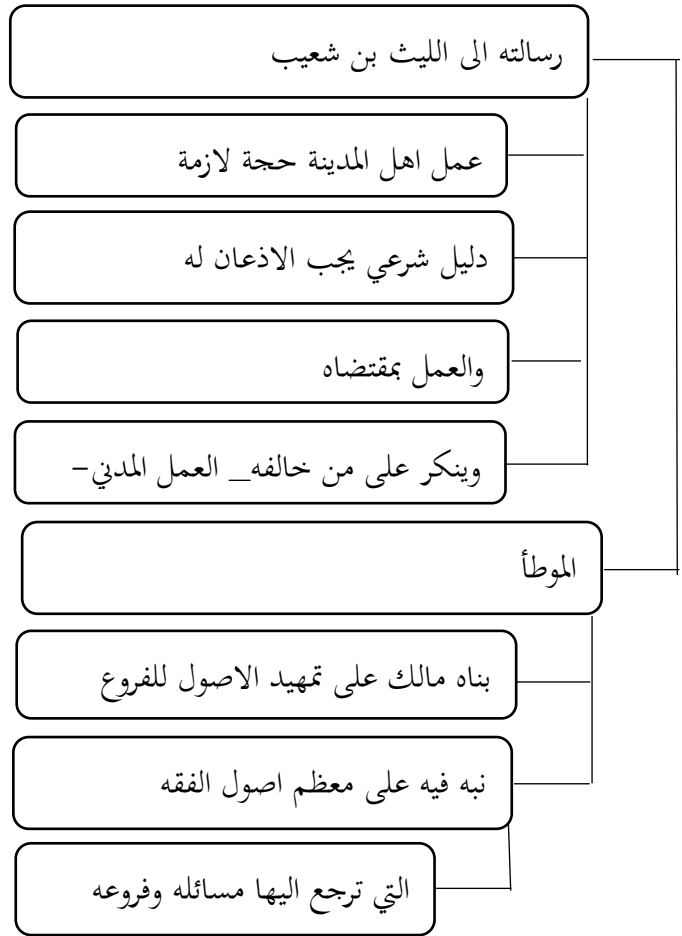 رسالته الى الليث بن شعيب
عمل اهل المدينة حجة لازمة
دليل شرعي يجب الاذعان له
والعمل بمقتضاه
وينكر على من خالفه_ العمل المدني-
الموطأ
بناه مالك على تمهيد الاصول للفروع
نبه فيه على معظم اصول الفقه
التي ترجع اليها مسائله وفروعه